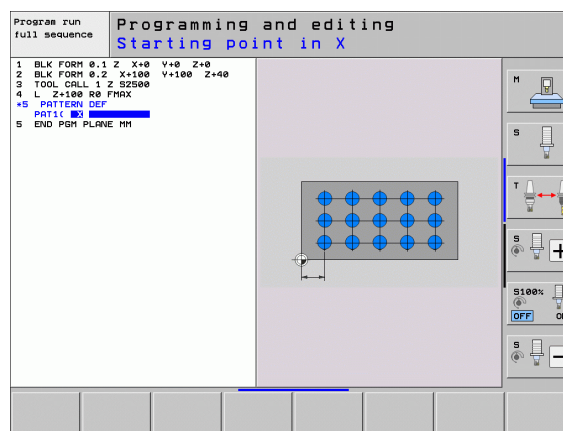 Program run
full sequence
Programming and editing
Starting point in X
1 BLK FORM 0.1 Z X+0 Y+0 Z+0
2 BLK FORM 0.2 X+100 Y+100 Z+40
3 TOOL CALL 1 Z S2500
4 L Z+100 R0 FMAX
*5 PATTERN DEF
PAT1( X
5 END PGM PLANE MM
M
S
T
S
S100%
OFF
S